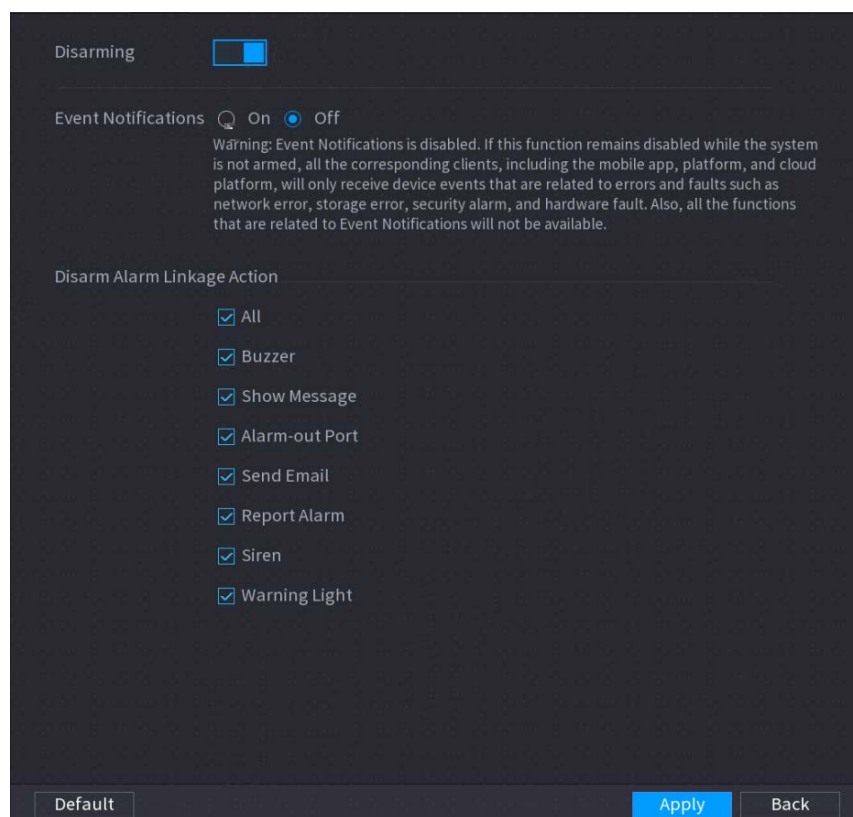 Disarming
Event Notifications On Off
Warning: Event Notifications is disabled. If this function remains disabled while the system
is not armed, all the corresponding clients, including the mobile app, platform, and cloud
platform, will only receive device events that are related to errors and faults such as
network error, storage error, security alarm, and hardware fault. Also, all the functions
that are related to Event Notifications will not be available.
Disarm Alarm Linkage Action
All
Buzzer
Show Message
Alarm-out Port
Send Email
Report Alarm
Siren
Warning Light
Default Apply Back